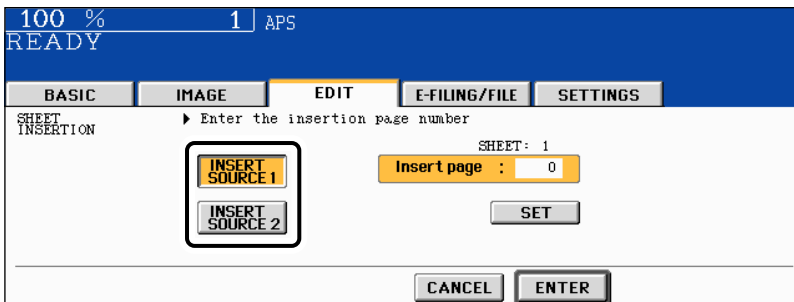 100 % 1 APS
READY
BASIC IMAGE EDIT E-FILING/FILE SETTINGS
SHEET
INSERTION
Enter the insertion page number
SHEET: 1
INSERT
SOURCE 1
Insert page : 0
INSERT
SOURCE 2
SET
CANCEL ENTER